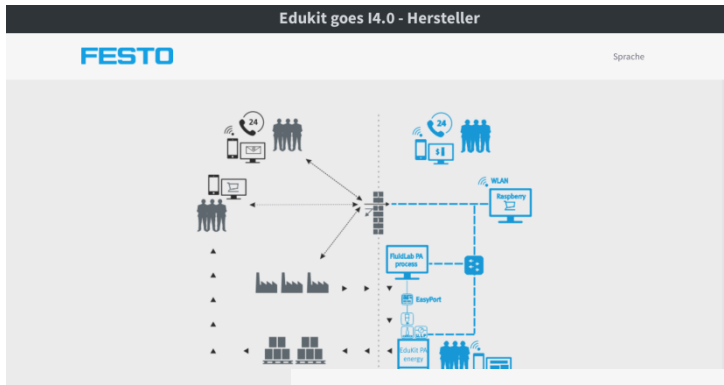 Edukit goes I4.0 - Hersteller
FESTO
Sprache
24
24
$
WLAN
Raspberry
FluidLab PA
process
EasyPort
EduKit PA
energy